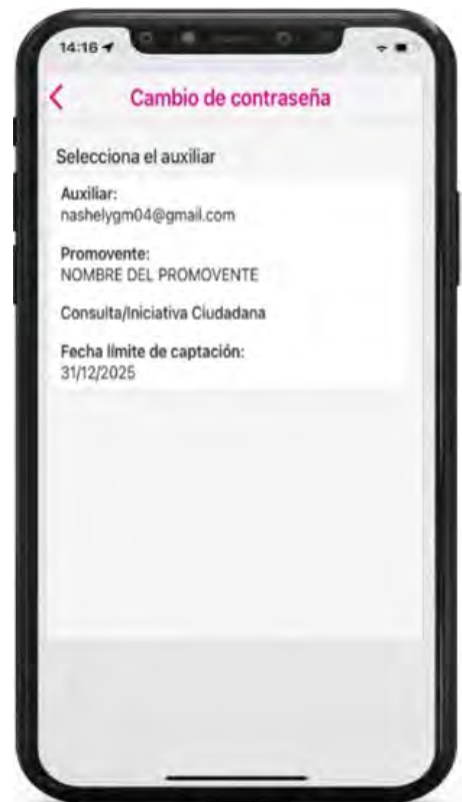 14:16
Cambio de contraseña
Selecciona el auxiliar
Auxiliar:
nashelygm04@gmail.com
Promovente:
NOMBRE DEL PROMOVENTE
Consulta/Iniciativa Ciudadana
Fecha límite de captación:
31/12/2025